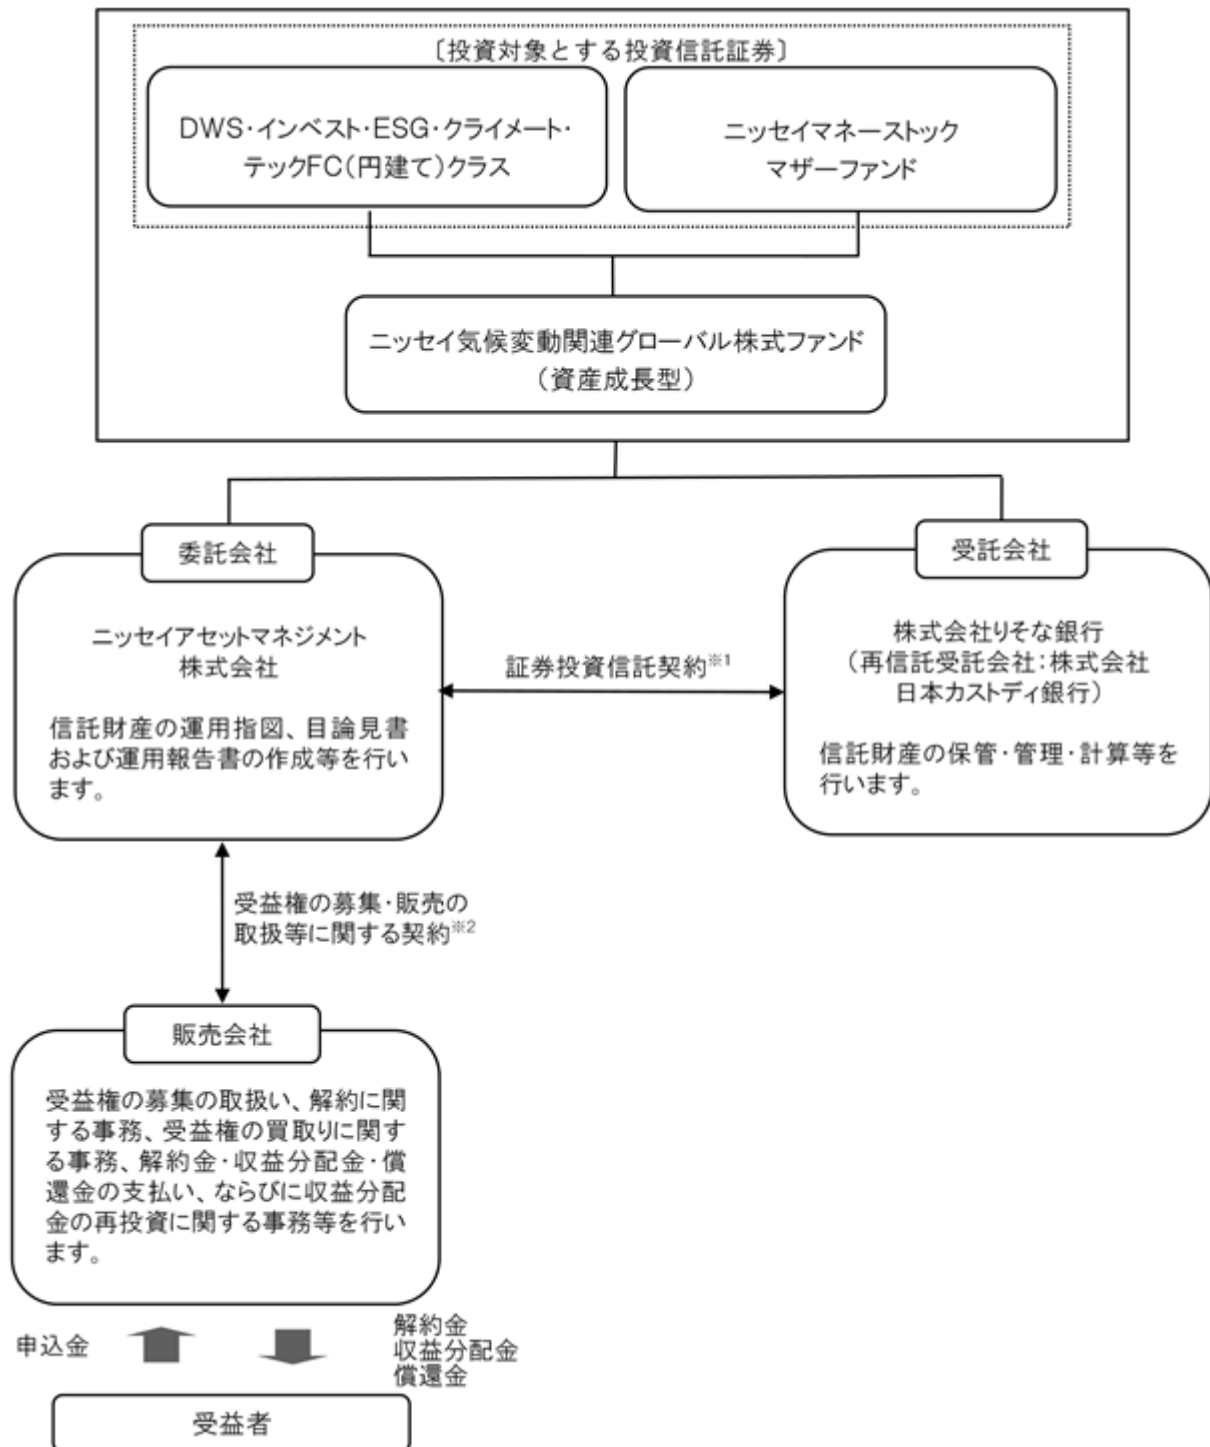 〔投資対象とする投資信託証券〕
DWS・インベスト・ESG・クライメート・
テックFC（円建て）クラス
ニッセイマネーストック
マザーファンド
ニッセイ気候変動関連グローバル株式ファンド
（資産成長型）
委託会社
ニッセイアセットマネジメント
株式会社
信託財産の運用指図、目論見書
および運用報告書の作成等を行い
ます。
証券投資信託契約※1
受託会社
株式会社りそな銀行
（再信託受託会社：株式会社
日本カストディ銀行）
信託財産の保管・管理・計算等を
行います。
受益権の募集・販売の
取扱等に関する契約※2
販売会社
受益権の募集の取扱い、解約に関
する事務、受益権の買取りに関す
る事務、解約金・収益分配金・償
還金の支払い、ならびに収益分配
金の再投資に関する事務等を行い
ます。
申込金
解約金
収益分配金
償還金
受益者